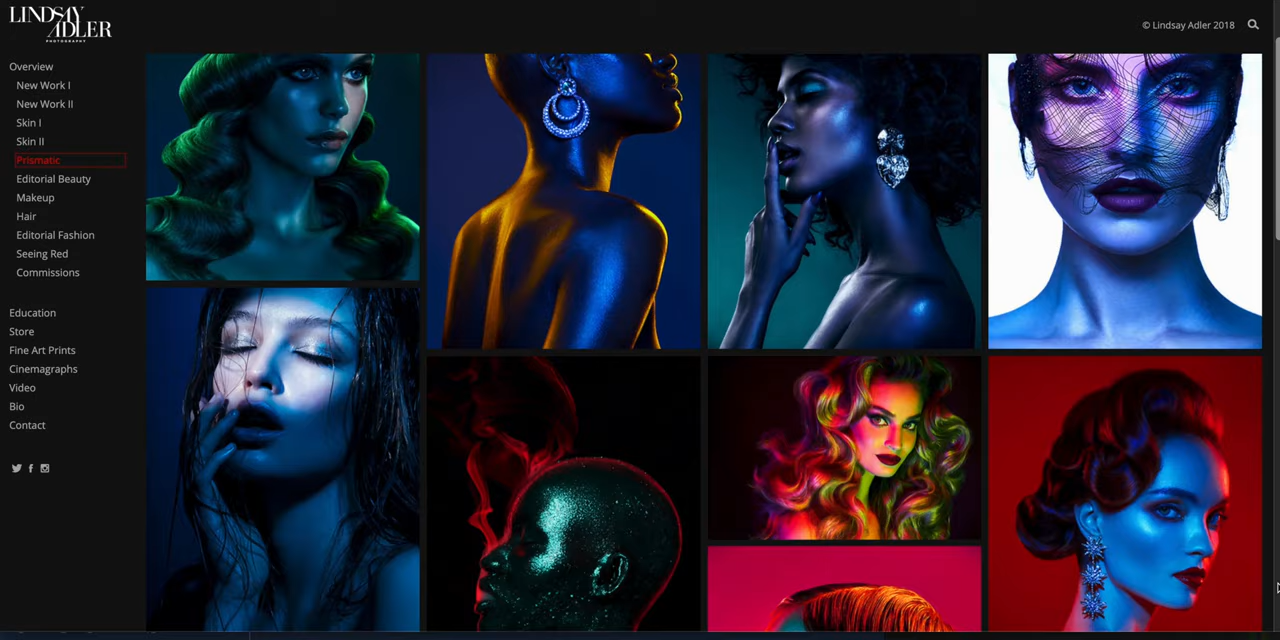 LINDSAY
ADLER
PHOTOGRAPHY
© Lindsay Adler 2018
Overview
New Work I
New Work II
Skin I
Skin II
Prismatic
Editorial Beauty
Makeup
Hair
Editorial Fashion
Seeing Red
Commissions
Education
Store
Fine Art Prints
Cinemagraphs
Video
Bio
Contact